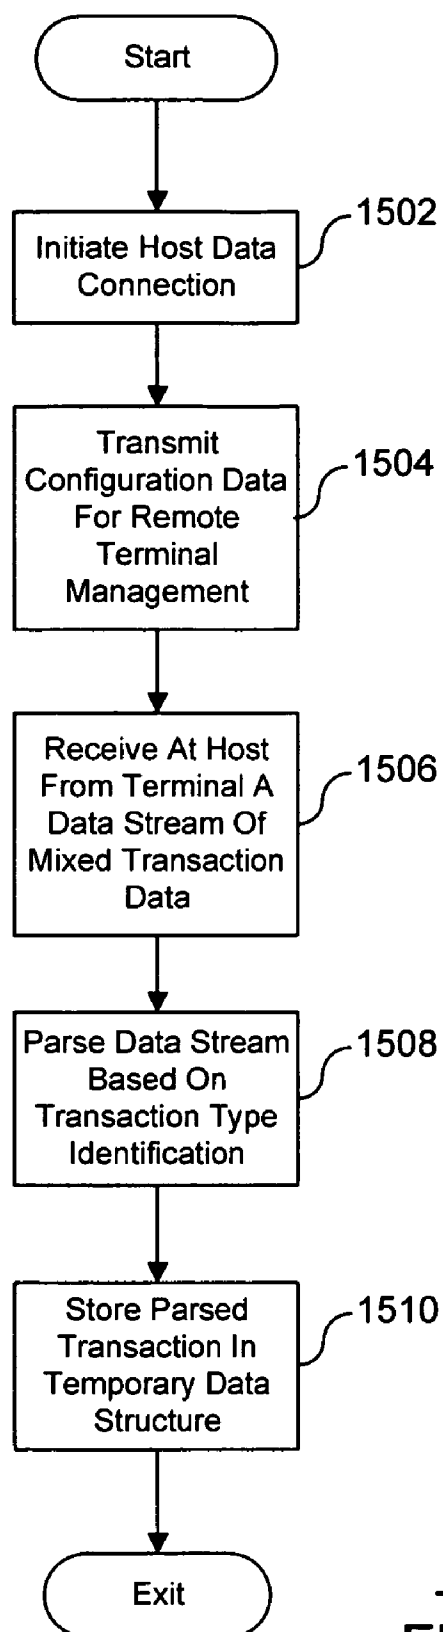 Start
1502
Initiate Host Data
Connection
1504
Transmit
Configuration Data
For Remote
Terminal
Management
1506
Receive At Host
From Terminal A
Data Stream Of
Mixed Transaction
Data
1508
Parse Data Stream
Based On
Transaction Type
Identification
1510
Store Parsed
Transaction In
Temporary Data
Structure
Exit